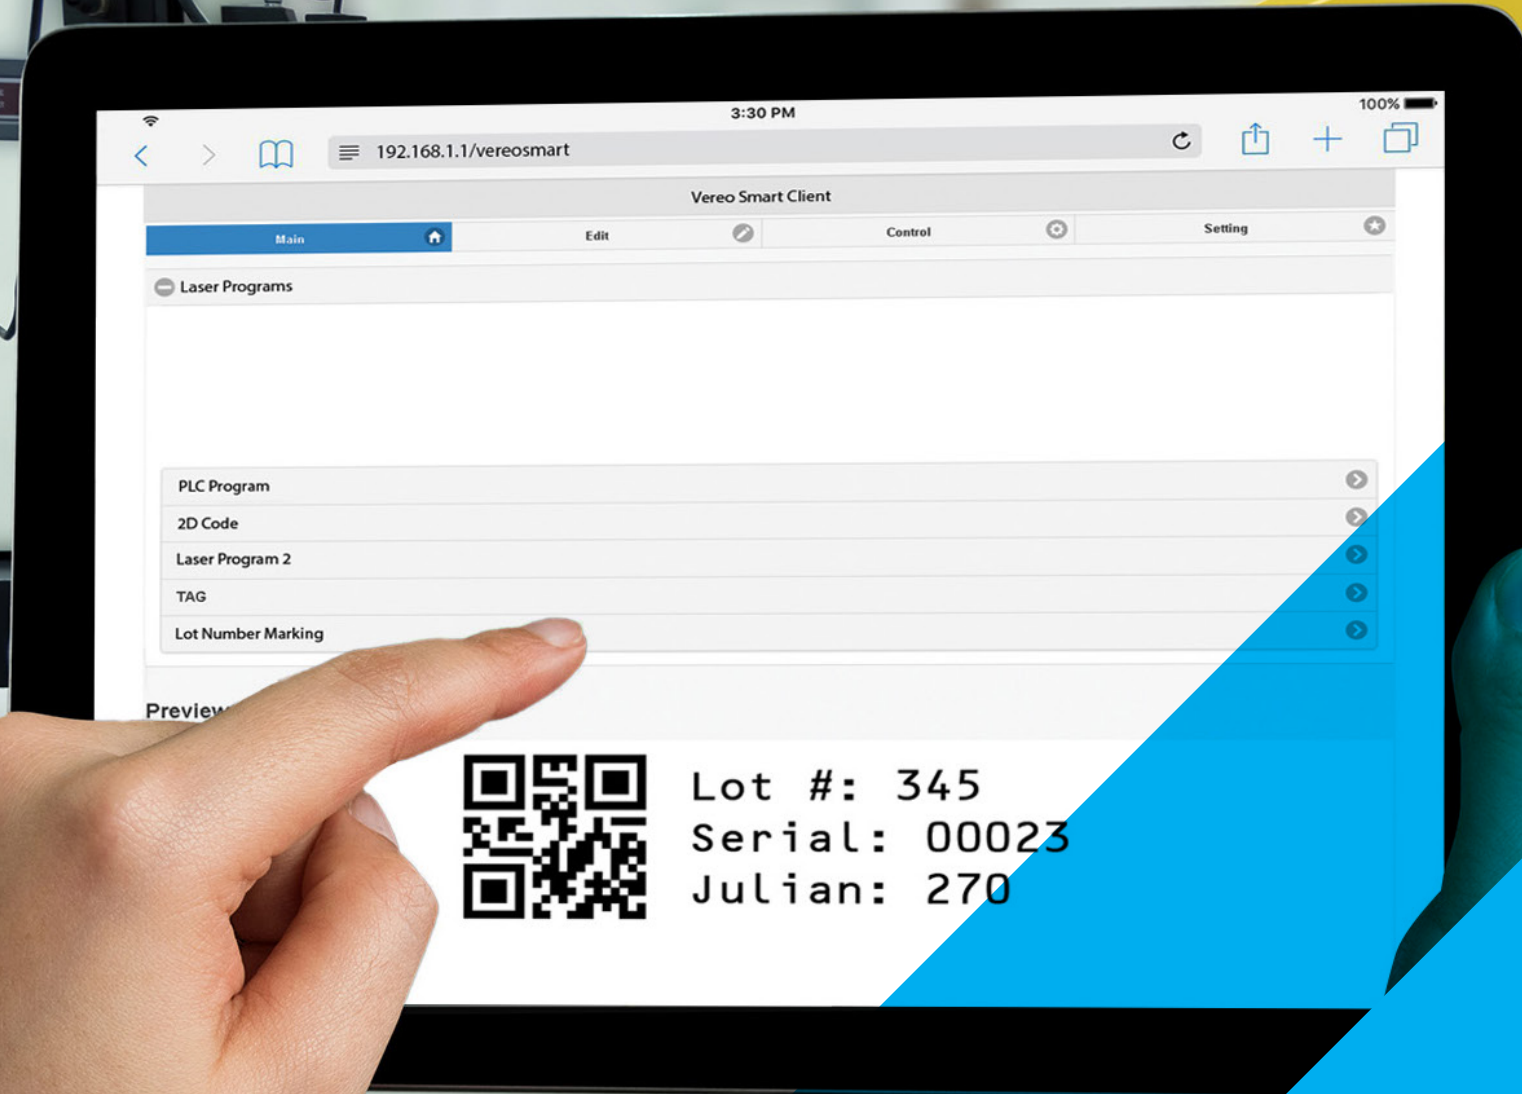 3:30 PM
100%
192.168.1.1/vereosmart
Vereo Smart Client
Main Edit Control Setting
Laser Programs
PLC Program
2D Code
Laser Program 2
TAG
Lot Number Marking
Preview
Lot #: 345
Serial: 00023
Julian: 270